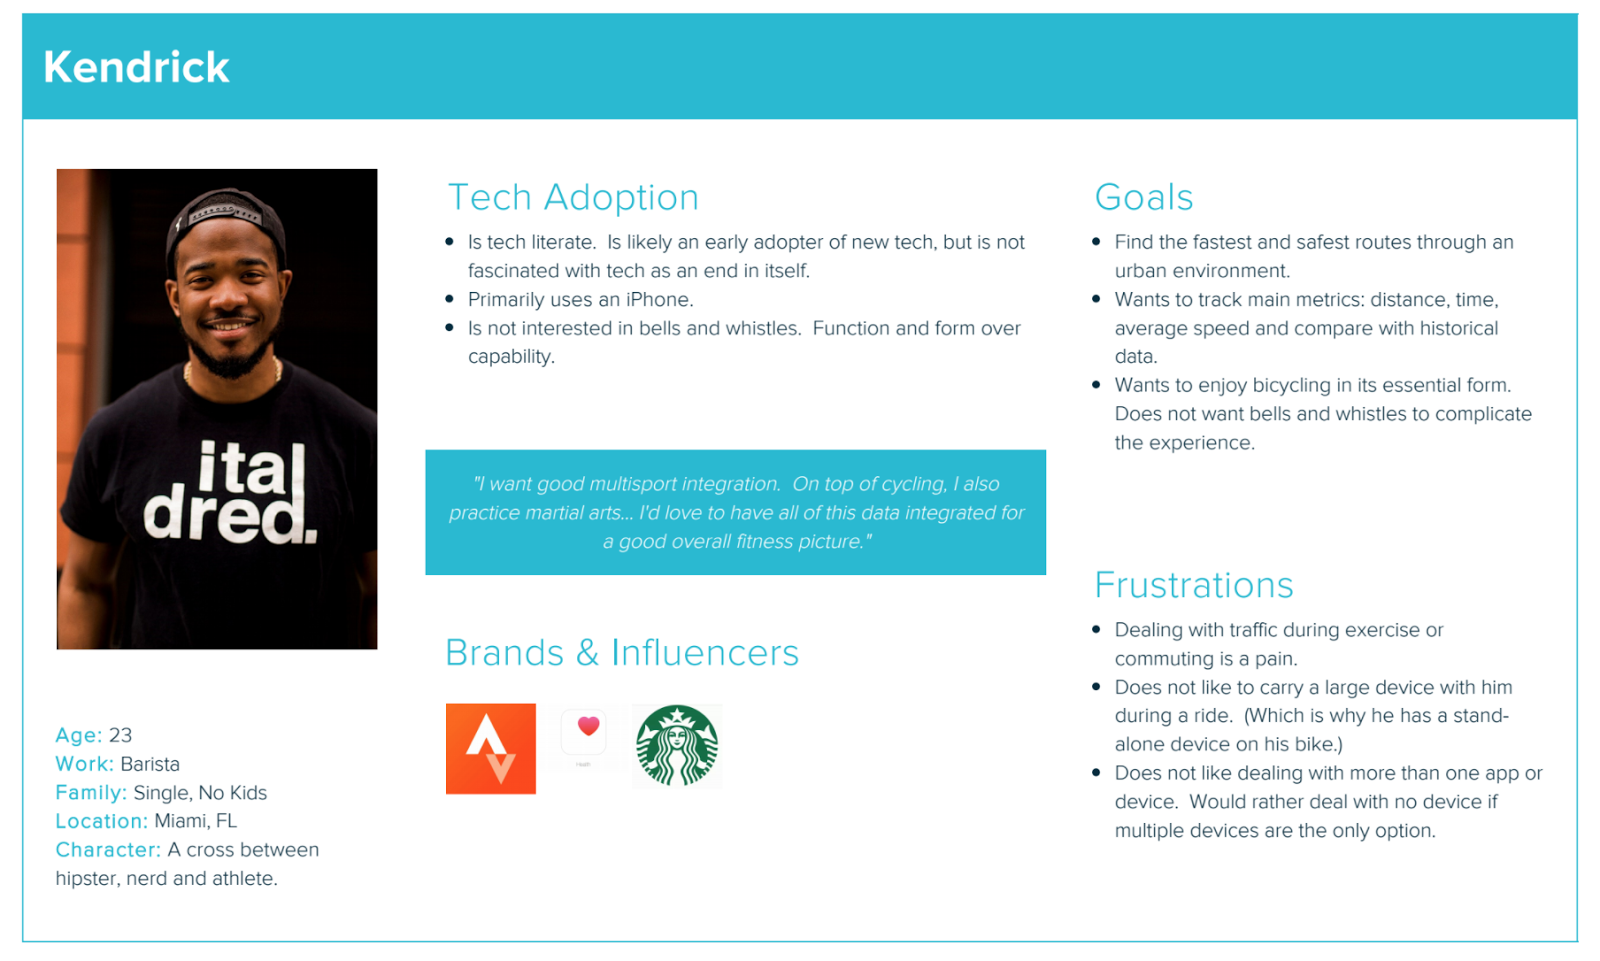 Kendrick
ital
dred.
Age: 23
Work: Barista
Family: Single, No Kids
Location: Miami, FL
Character: A cross between
hipster, nerd and athlete.
Tech Adoption
• Is tech literate.  Is likely an early adopter of new tech, but is not
fascinated with tech as an end in itself.
• Primarily uses an iPhone.
• Is not interested in bells and whistles.  Function and form over
capability.
"I want good multisport integration.  On top of cycling, I also
practice martial arts... I'd love to have all of this data integrated for
a good overall fitness picture."
Brands & Influencers
Health
Goals
• Find the fastest and safest routes through an
urban environment.
• Wants to track main metrics: distance, time,
average speed and compare with historical
data.
• Wants to enjoy bicycling in its essential form.
Does not want bells and whistles to complicate
the experience.
Frustrations
• Dealing with traffic during exercise or
commuting is a pain.
• Does not like to carry a large device with him
during a ride.  (Which is why he has a stand-
alone device on his bike.)
• Does not like dealing with more than one app or
device.  Would rather deal with no device if
multiple devices are the only option.